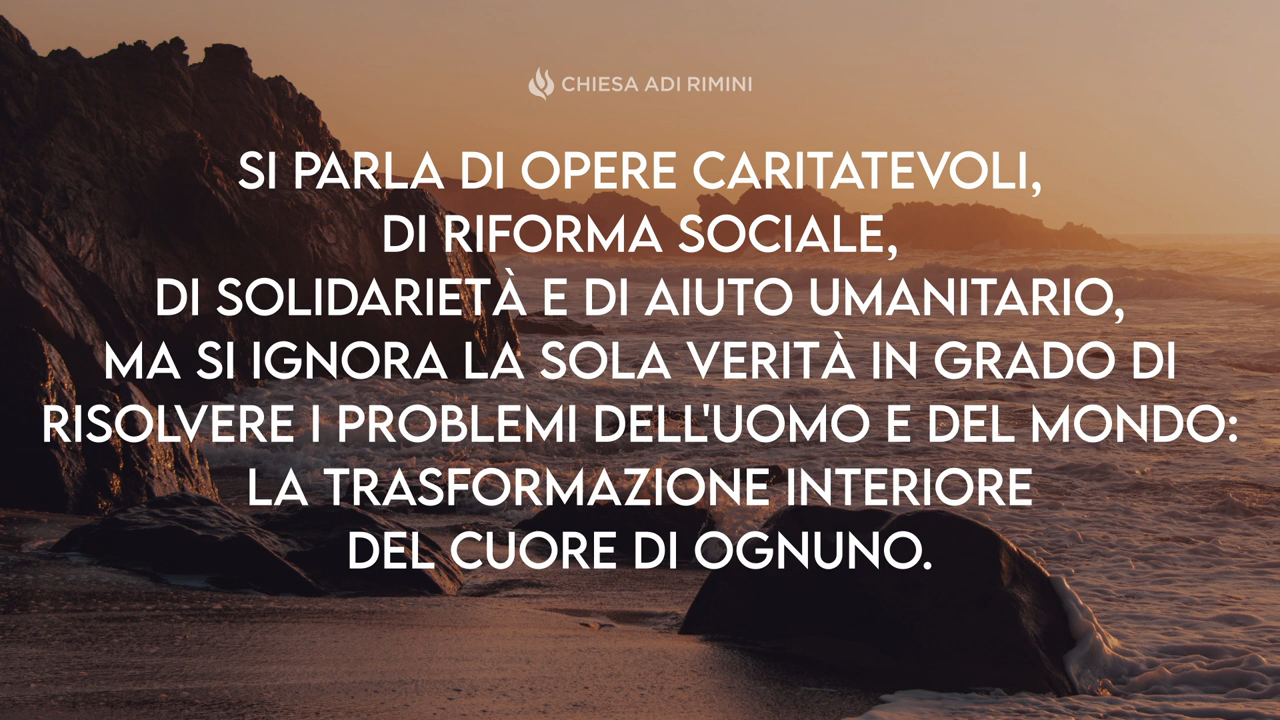 CHIESA ADI RIMINI
SI PARLA DI OPERE CARITATEVOLI,
DI RIFORMA SOCIALE,
DI SOLIDARIETÀ E DI AIUTO UMANITARIO,
MA SI IGNORA LA SOLA VERITÀ IN GRADO DI
RISOLVERE I PROBLEMI DELL'UOMO E DEL MONDO:
LA TRASFORMAZIONE INTERIORE
DEL CUORE DI OGNUNO.